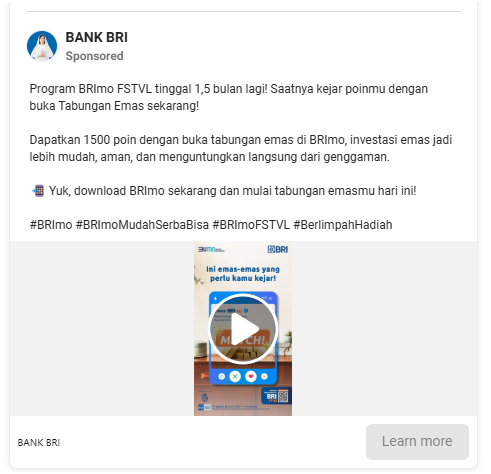 BANK BRI
Sponsored
Program BRImo FSTVL tinggal 1,5 bulan lagi! Saatnya kejar poinmu dengan
buka Tabungan Emas sekarang!
Dapatkan 1500 poin dengan buka tabungan emas di BRImo, investasi emas jadi
lebih mudah, aman, dan menguntungkan langsung dari genggaman.
📲 Yuk, download BRImo sekarang dan mulai tabungan emasmu hari ini!
#BRImo #BRImoMudahSerbaBisa #BRImoFSTVL #BerlimpahHadiah
BRI
Ini emas-emas yang
perlu kamu kejar!
BANK BRI
Learn more